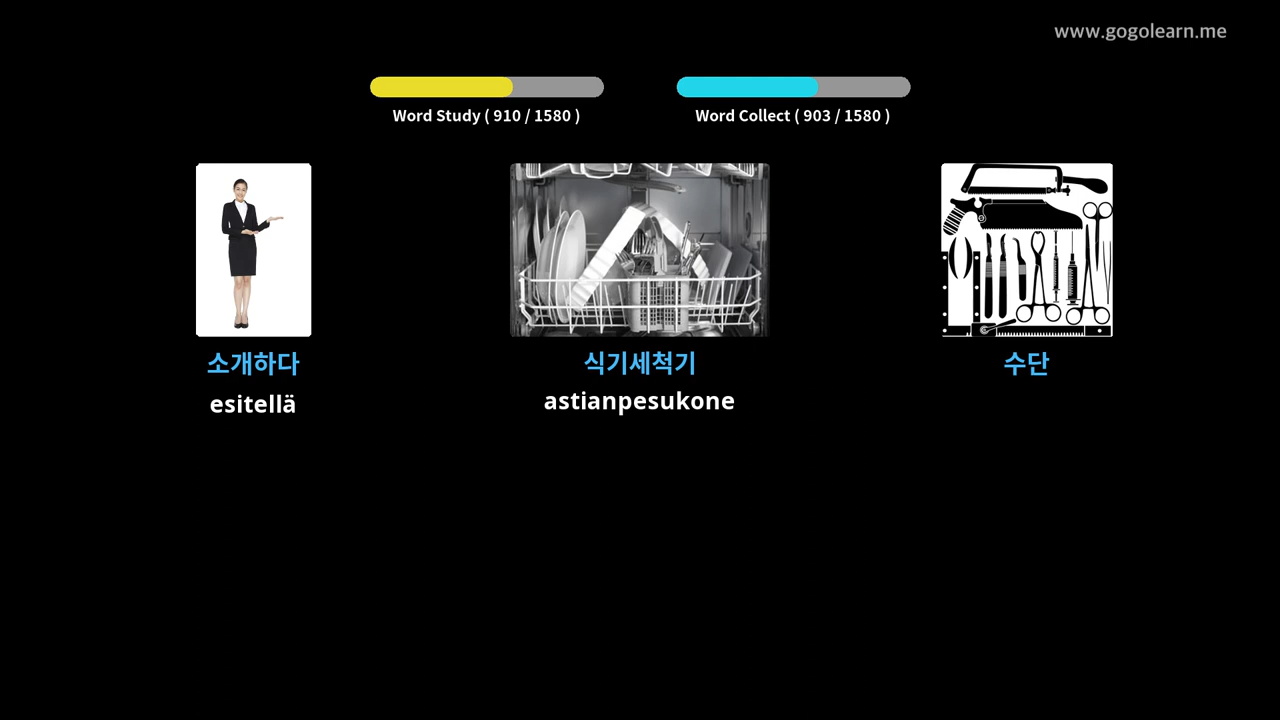 www.gogolearn.me
Word Study ( 910 / 1580 )
Word Collect ( 903 / 1580 )
소개하다
식기세척기
수단
esitellä
astianpesukone